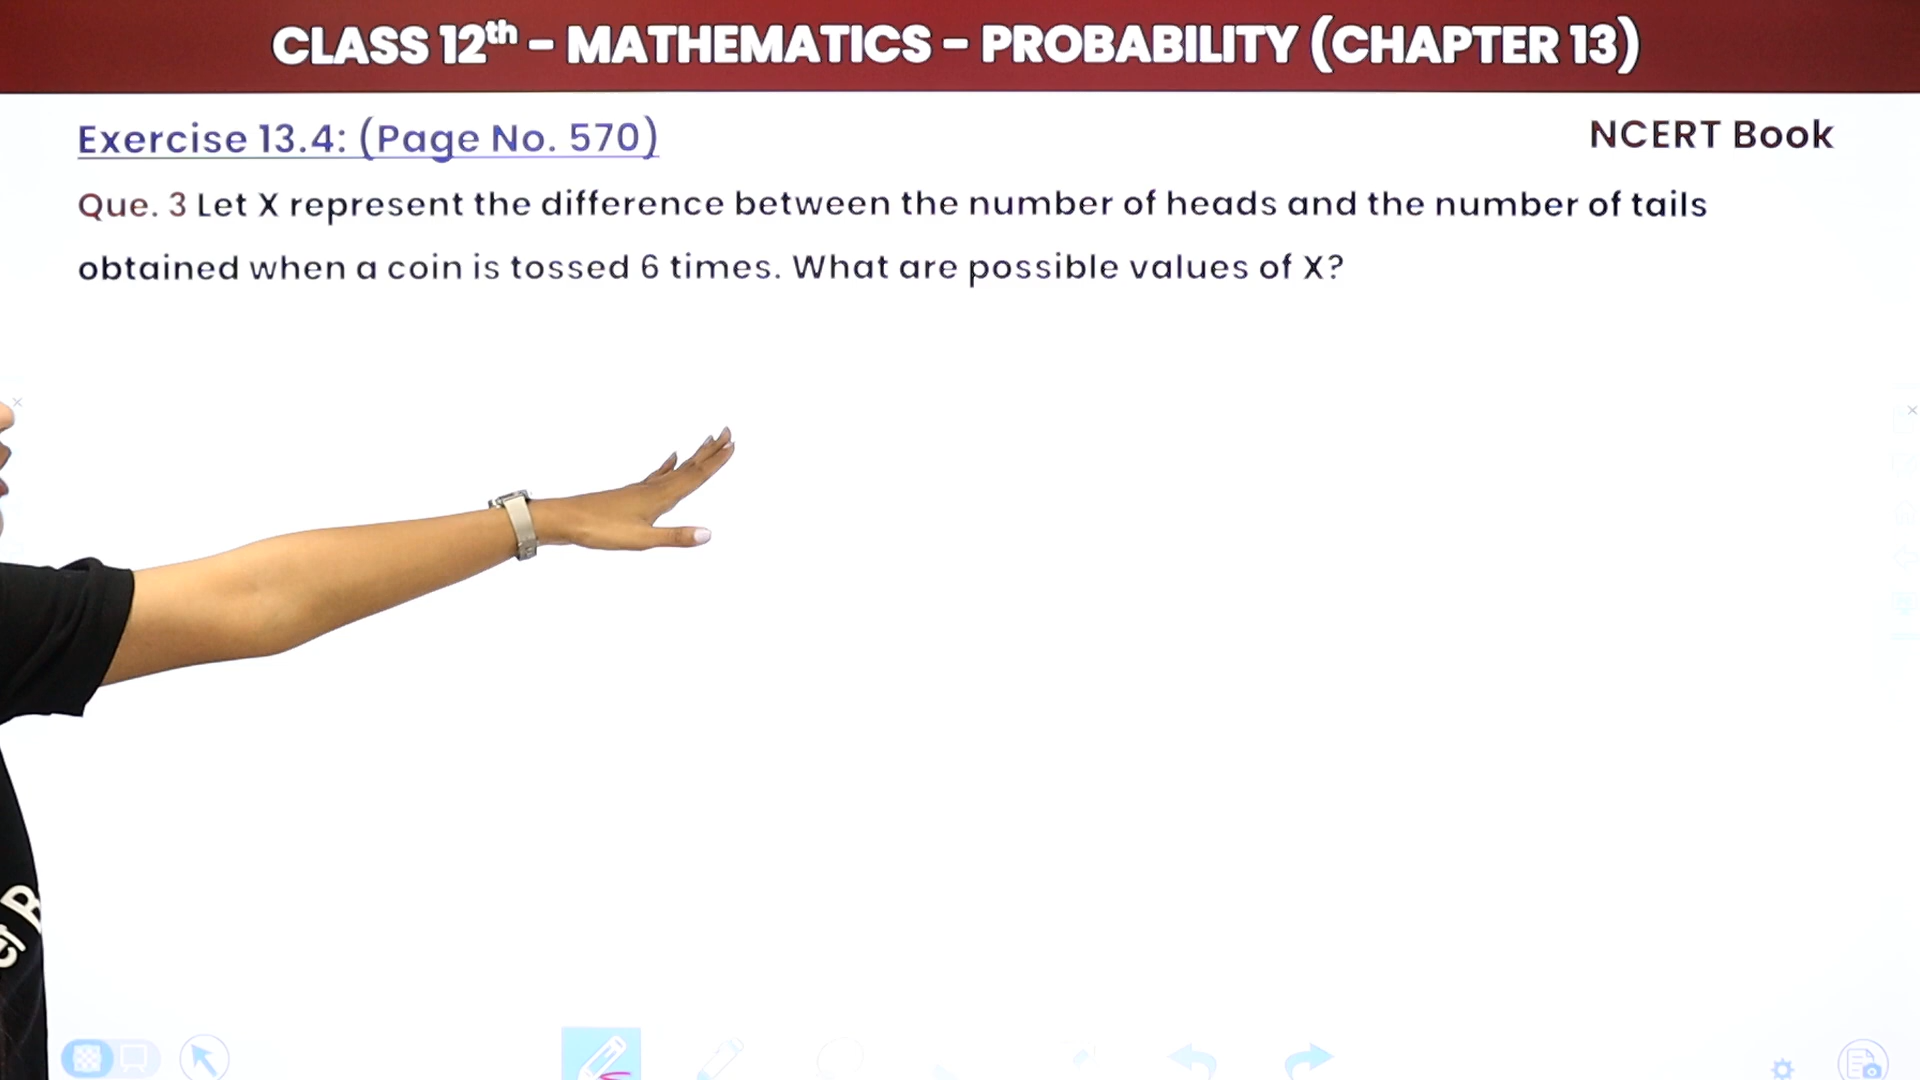 CLASS 12th - MATHEMATICS - PROBABILITY (CHAPTER 13)
Exercise 13.4: (Page No. 570)
NCERT Book
Que. 3 Let X represent the difference between the number of heads and the number of tails
obtained when a coin is tossed 6 times. What are possible values of X?